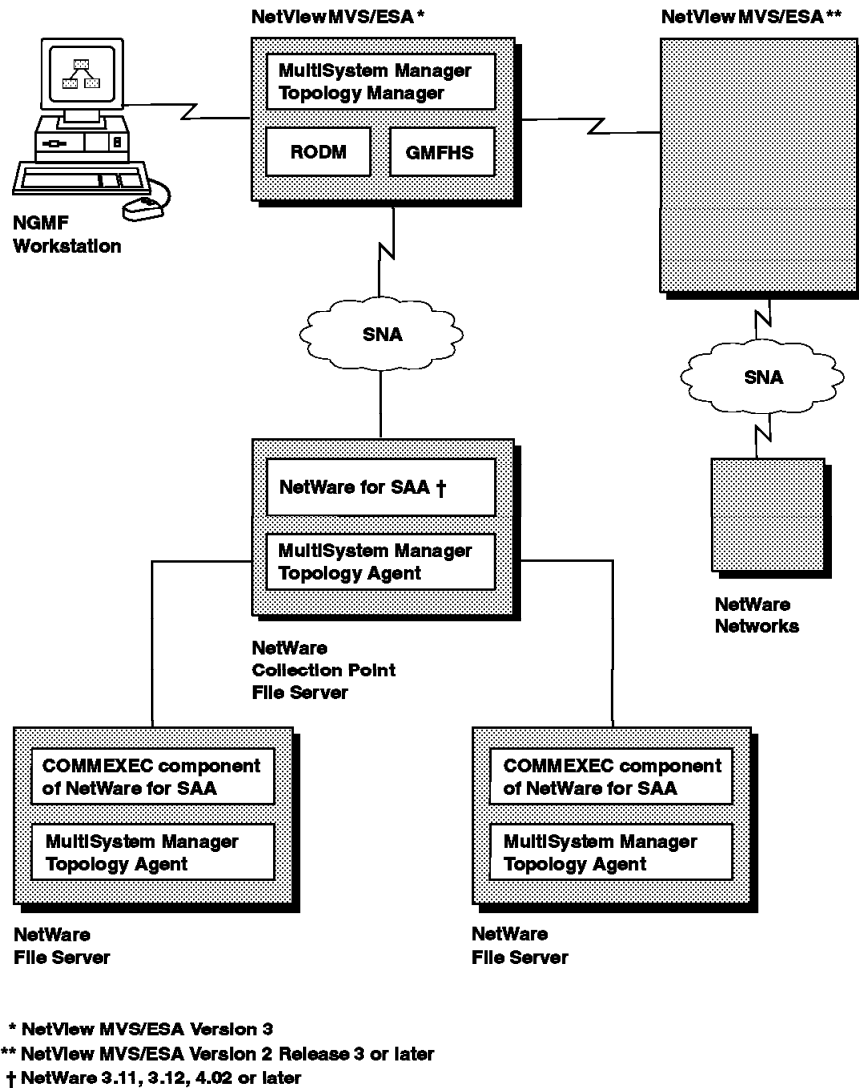 NetView MVS/ESA *
NetView MVS/ESA **
MultiSystem Manager
Topology Manager
RODM
GMFHS
NGMF
Workstation
SNA
SNA
NetWare for SAA †
MultiSystem Manager
Topology Agent
NetWare
Networks
NetWare
Collection Point
File Server
COMMEXEC component
of NetWare for SAA
MultiSystem Manager
Topology Agent
COMMEXEC component
of NetWare for SAA
MultiSystem Manager
Topology Agent
NetWare
File Server
NetWare
File Server
* NetView MVS/ESA Version 3
** NetView MVS/ESA Version 2 Release 3 or later
† NetWare 3.11, 3.12, 4.02 or later